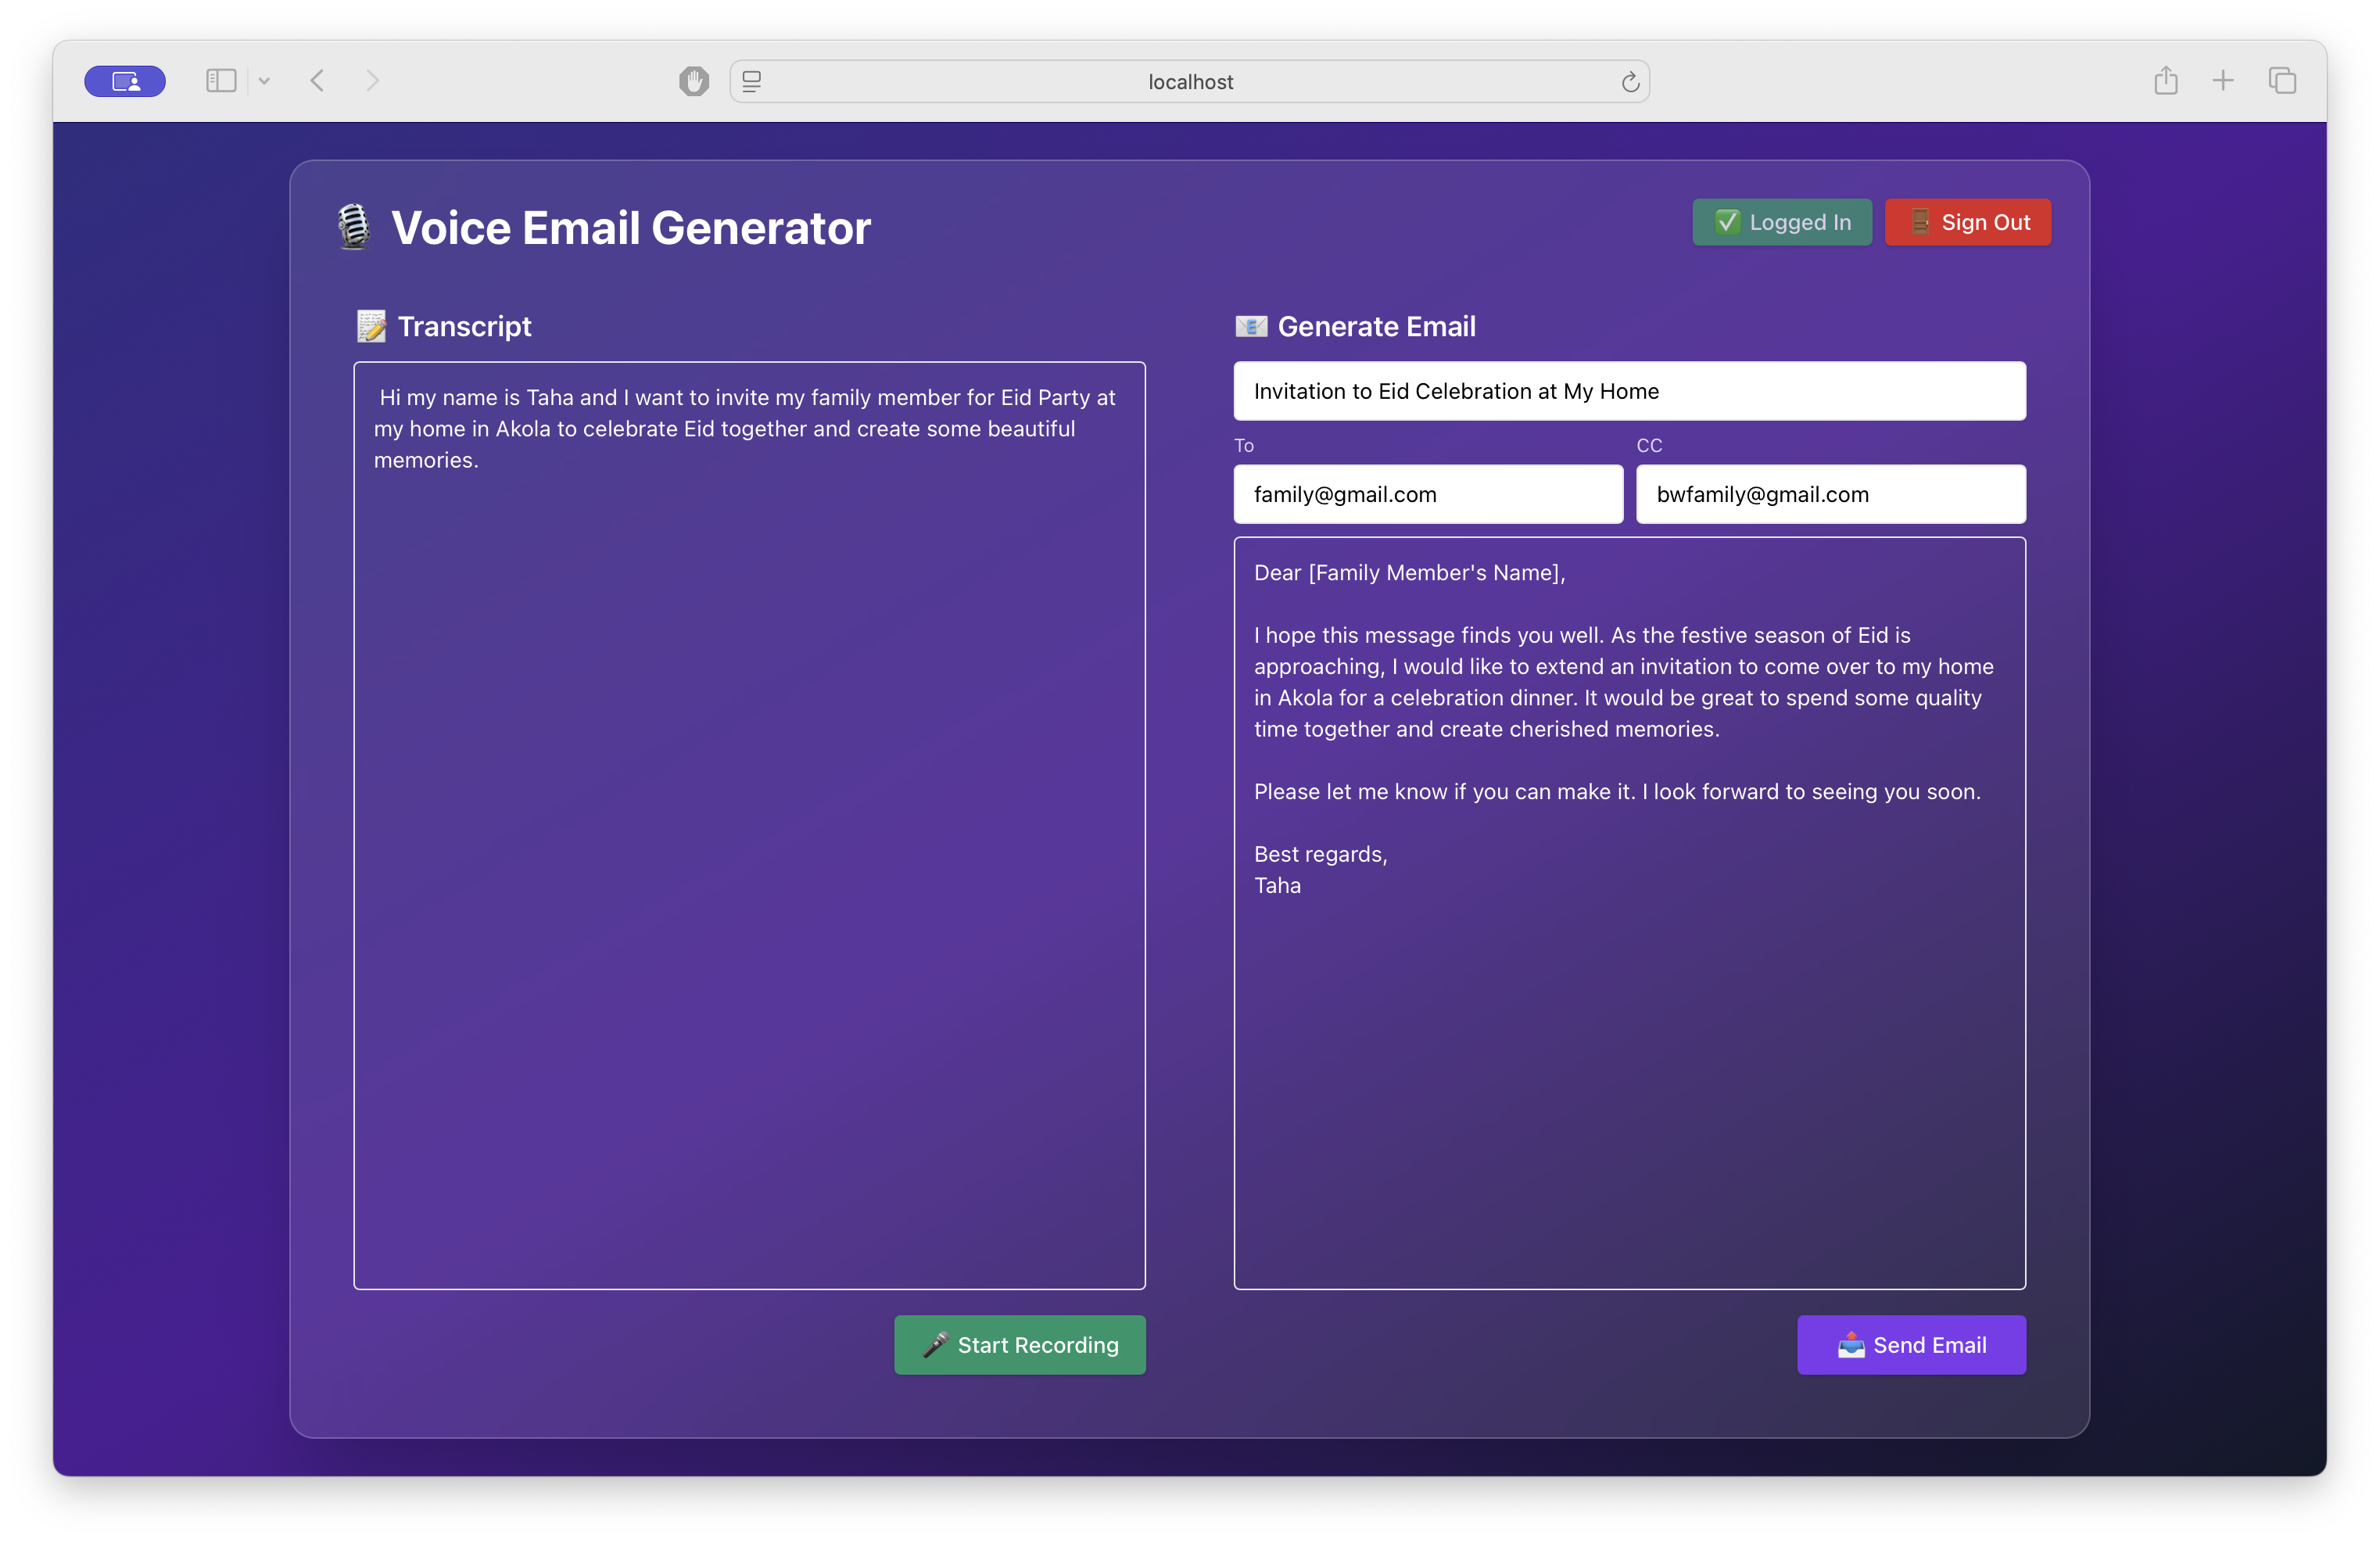 localhost
🎙️ Voice Email Generator
✅ Logged In
🚪 Sign Out
📝 Transcript
Hi my name is Taha and I want to invite my family member for Eid Party at
my home in Akola to celebrate Eid together and create some beautiful
memories.
🎤 Start Recording
📧 Generate Email
Invitation to Eid Celebration at My Home
To
CC
family@gmail.com
bwfamily@gmail.com
Dear [Family Member's Name],
I hope this message finds you well. As the festive season of Eid is
approaching, I would like to extend an invitation to come over to my home
in Akola for a celebration dinner. It would be great to spend some quality
time together and create cherished memories.
Please let me know if you can make it. I look forward to seeing you soon.
Best regards,
Taha
📤 Send Email